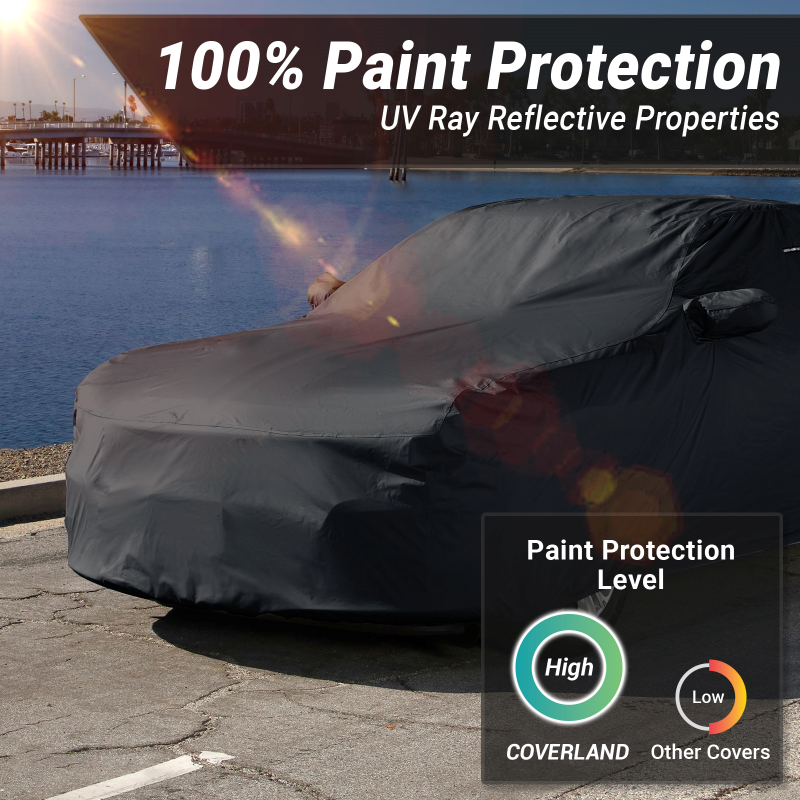 100% Paint Protection
UV Ray Reflective Properties
Paint Protection
Level
High
Low
COVERLAND
Other Covers